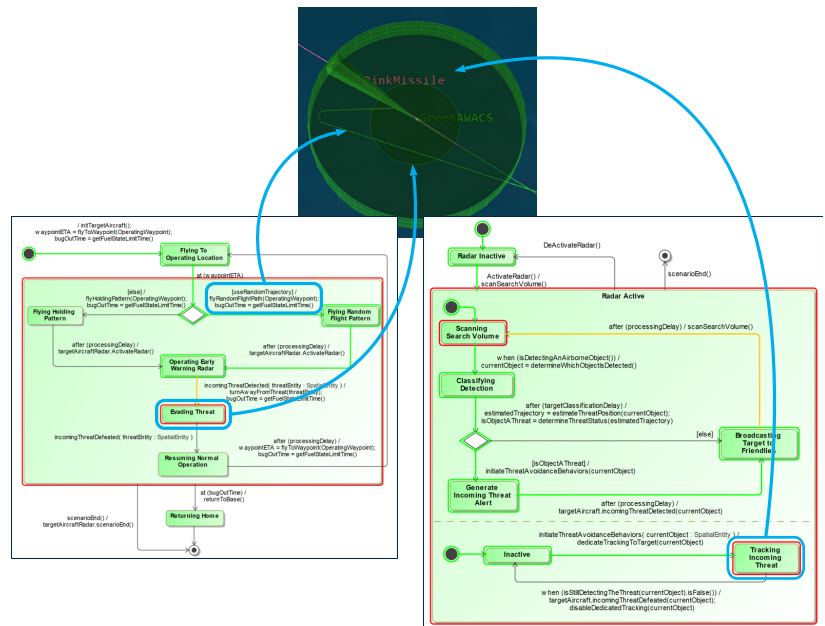 PinkMissile
GreenAWACS
/ initTargetAircraft();
waypointETA = flyToWaypoint(OperatingWaypoint);
bugOutTime = getFuelStateLimitTime()
Flying To
Operating Location
at (waypointETA)
[else] /
flyHoldingPattern(OperatingWaypoint);
bugOutTime = getFuelStateLimitTime()
[useRandomTrajectory] /
flyRandomFlightPath(OperatingWaypoint);
bugOutTime = getFuelStateLimitTime()
Flying Holding
Pattern
Flying Random
Flight Pattern
after (processingDelay) /
targetAircraftRadar.ActivateRadar()
after (processingDelay) /
targetAircraftRadar.ActivateRadar()
Operating Early
Warning Radar
incomingThreatDetected( threatEntity : SpatialEntity ) /
turnAwayFromThreat(threatEntity);
bugOutTime = getFuelStateLimitTime()
Evading Threat
incomingThreatDefeated( threatEntity : SpatialEntity )
after (processingDelay) /
waypointETA = flyToWaypoint(OperatingWaypoint);
bugOutTime = getFuelStateLimitTime()
Resuming Normal
Operation
at (bugOutTime) /
returnToBase()
scenarioEnd() /
targetAircraftRadar.scenarioEnd()
Returning Home
Radar Inactive
DeActivateRadar()
scenarioEnd()
ActivateRadar() /
scanSearchVolume()
Radar Active
Scanning
Search Volume
after (processingDelay) / scanSearchVolume()
when (isDetectingAnAirborneObject()) /
currentObject = determineWhichObjectIsDetected()
Classifying
Detection
after (targetClassificationDelay) /
estimatedTrajectory = estimateThreatPosition(currentObject);
isObjectAThreat = determineThreatStatus(estimatedTrajectory)
[else]
Broadcasting
Target to
Friendlies
[isObjectAThreat] /
initiateThreatAvoidanceBehaviors(currentObject)
Generate
Incoming Threat
Alert
after (processingDelay) /
targetAircraft.incomingThreatDetected(currentObject)
initiateThreatAvoidanceBehaviors( currentObject : SpatialEntity ) /
dedicateTrackingToTarget(currentObject)
Inactive
Tracking
Incoming
Threat
when (isStillDetectingTheThreat(currentObject).isFalse()) /
targetAircraft.incomingThreatDefeated(currentObject);
disableDedicatedTracking(currentObject)